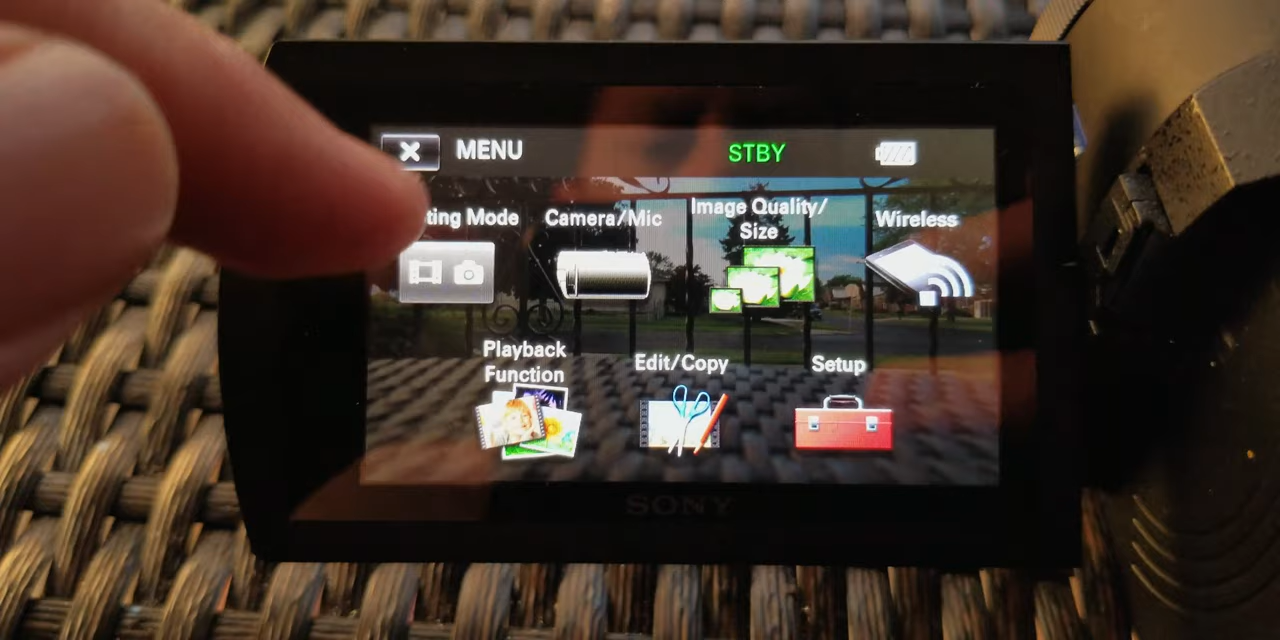 MENU
STBY
ting Mode
Camera/Mic
Image Quality/
Size
Wireless
Playback
Function
Edit/Copy
Setup
SONY